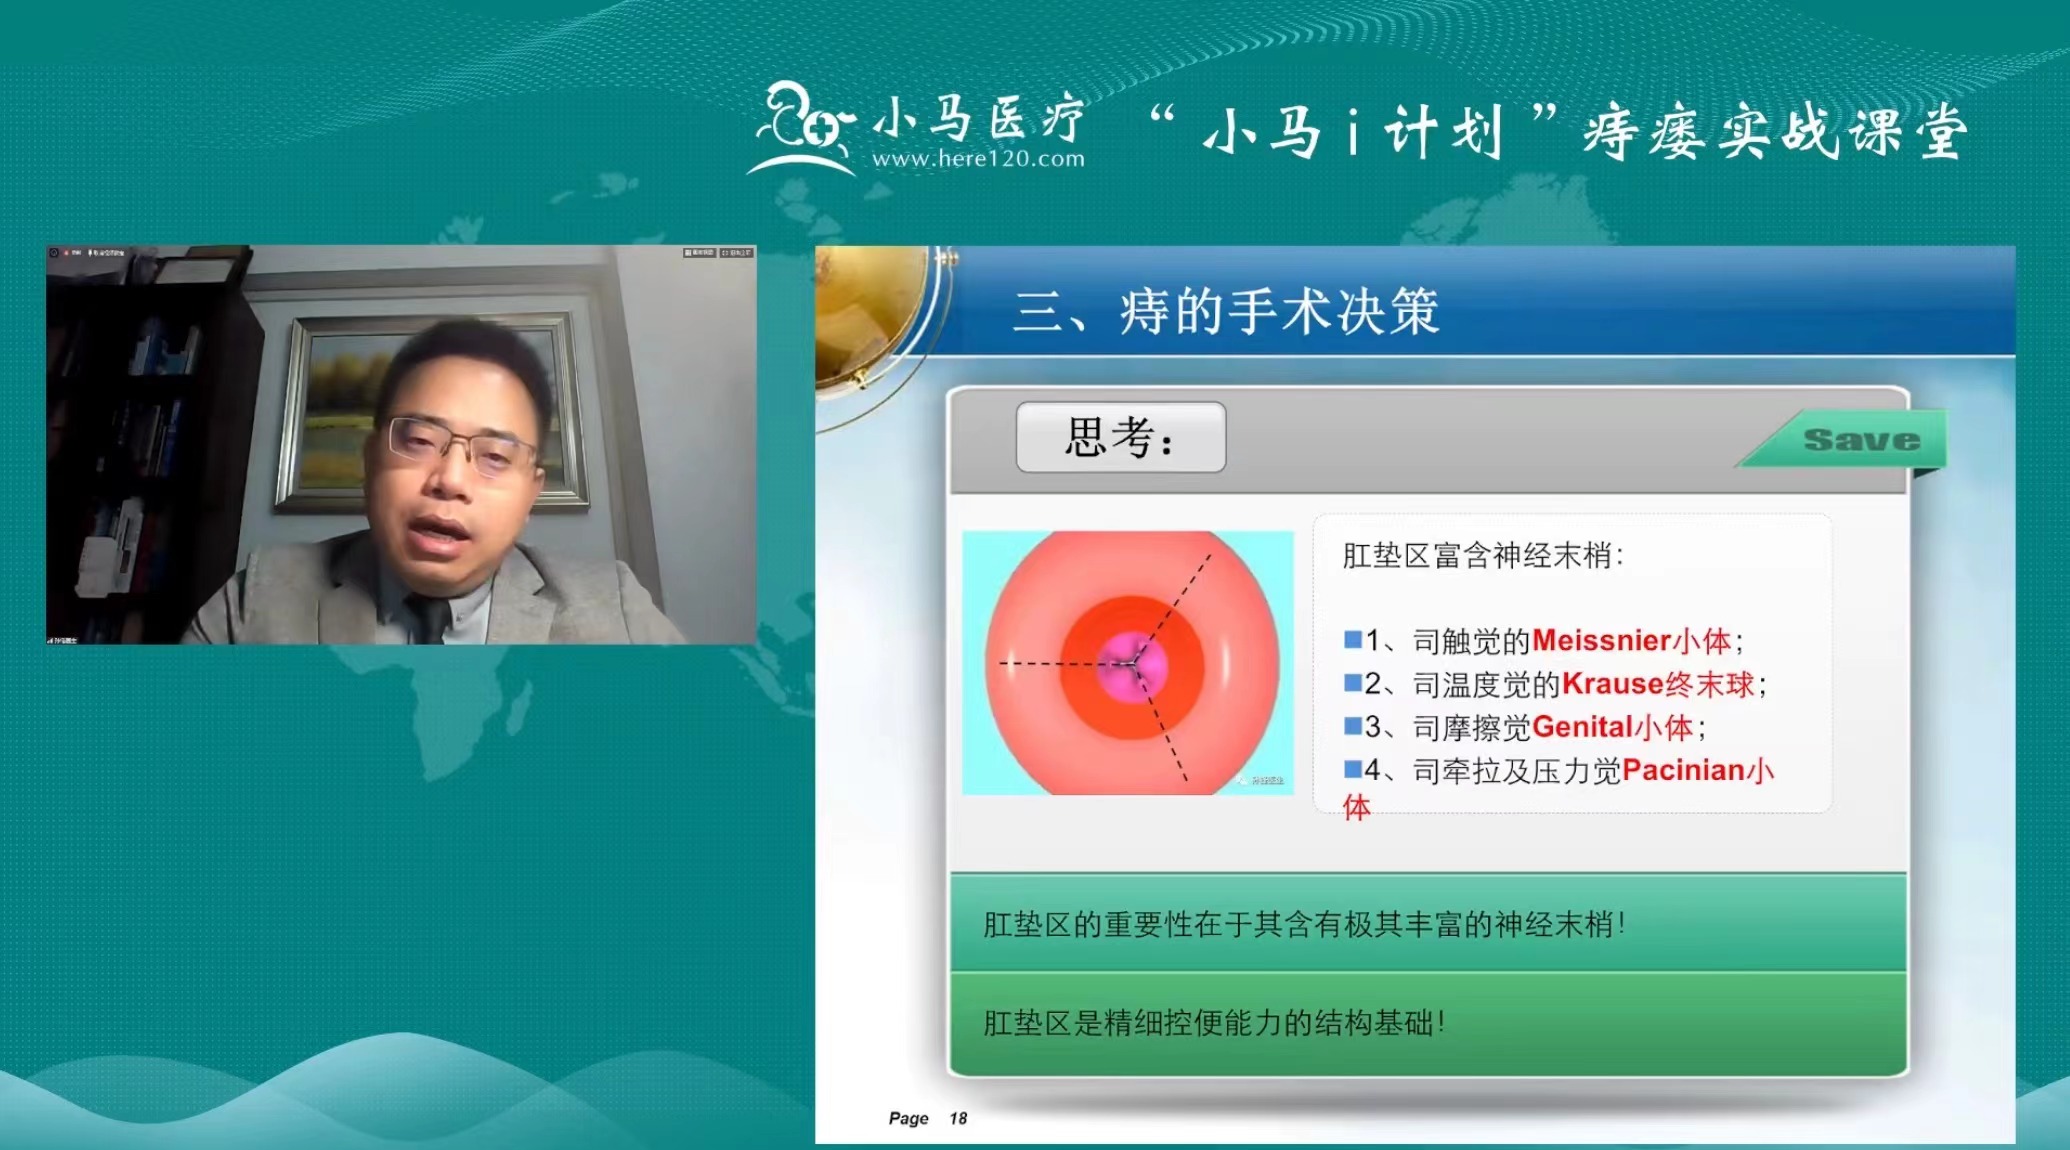 小马医疗
www.here120.com
“小马i计划”痔瘘实战课堂
三、痔的手术决策
思考：
Save
肛垫区富含神经末梢：
1、司触觉的Meissnier小体；
2、司温度觉的Krause终末球；
3、司摩擦觉Genital小体；
4、司牵拉及压力觉Pacinian小
体
肛垫区的重要性在于其含有极其丰富的神经末梢！
肛垫区是精细控便能力的结构基础！
Page 18